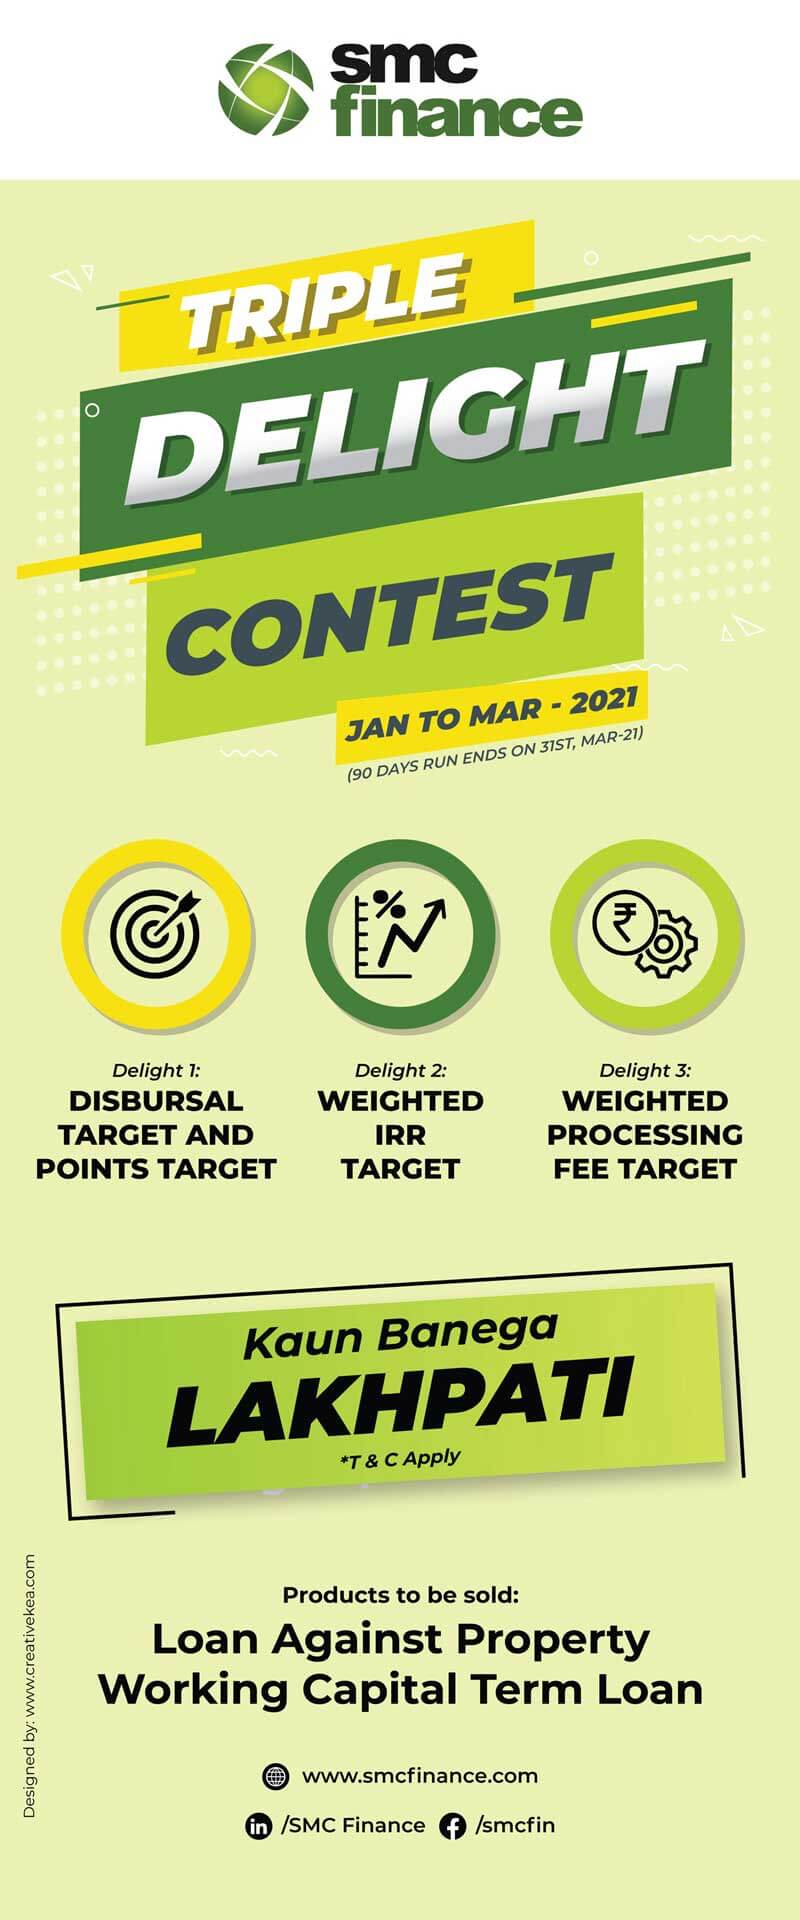 smc
finance
TRIPLE
DELIGHT
CONTEST
JAN TO MAR - 2021
(90 DAYS RUN ENDS ON 31ST, MAR-21)
Delight 1:
DISBURSAL
TARGET AND
POINTS TARGET
Delight 2:
WEIGHTED
IRR
TARGET
Delight 3:
WEIGHTED
PROCESSING
FEE TARGET
Kaun Banega
LAKHPATI
*T & C Apply
Products to be sold:
Loan Against Property
Working Capital Term Loan
www.smcfinance.com
/SMC Finance /smcfin
Designed by: www.creativekea.com